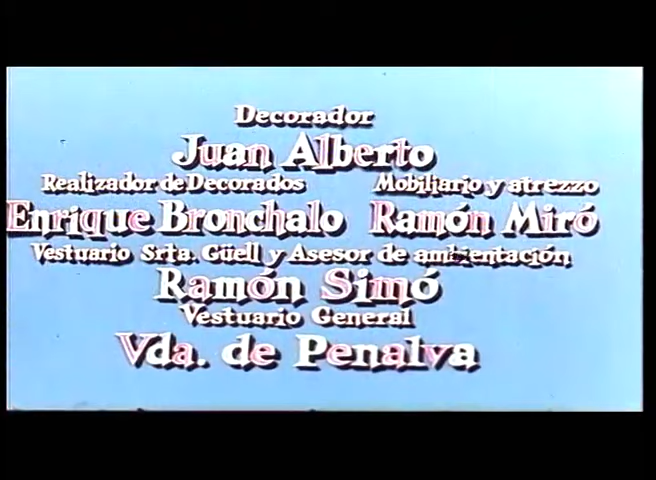 Decorador
Juan Alberto
Realizador de Decorados Mobiliario y atrezzo
Enrique Bronchalo Ramón Miró
Vestuario Srta. Güell y Asesor de ambientación
Ramón Simó
Vestuario General
Vda. de Penalva